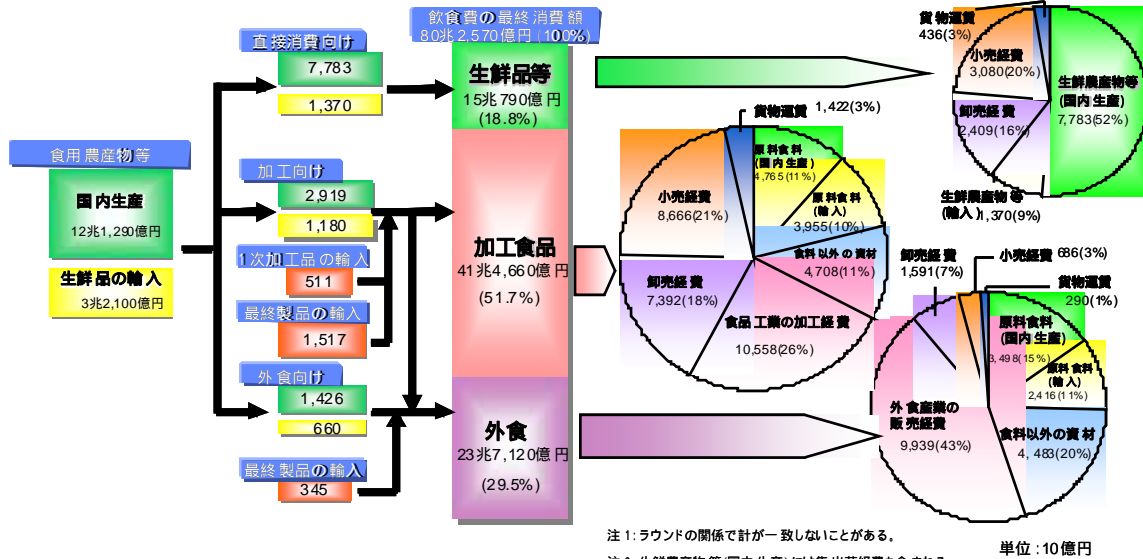 飲食費の最終消費額
80兆2,570億円(100%)
直接消費向け
7,783
1,370
食用農産物等
国内生産
12兆1,290億円
生鮮品の輸入
3兆2,100億円
加工向け
2,919
1,180
1次加工品の輸入
511
最終製品の輸入
1,517
外食向け
1,426
660
最終製品の輸入
345
生鮮品等
15兆790億円
(18.8%)
加工食品
41兆4,660億円
(51.7%)
外食
23兆7,120億円
(29.5%)
貨物運賃
436(3%)
小売経費
3,080(20%)
卸売経費
2,409(16%)
生鮮農産物等
(国内生産)
7,783(52%)
生鮮農産物等
(輸入)1,370(9%)
貨物運賃 1,422(3%)
原料食料
(国内生産)
4,765(11%)
原料食料
(輸入)
3,955(10%)
食料以外の資材
4,708(11%)
食品工業の加工経費
10,558(26%)
卸売経費
7,392(18%)
小売経費
8,666(21%)
卸売経費
1,591(7%)
小売経費 686(3%)
貨物運賃
290(1%)
原料食料
(国内生産)
3,498(15%)
原料食料
(輸入)
2,416(11%)
食料以外の資材
4,483(20%)
外食産業の
販売経費
9,939(43%)
注1:ラウンドの関係で計が一致しないことがある。
単位:10億円